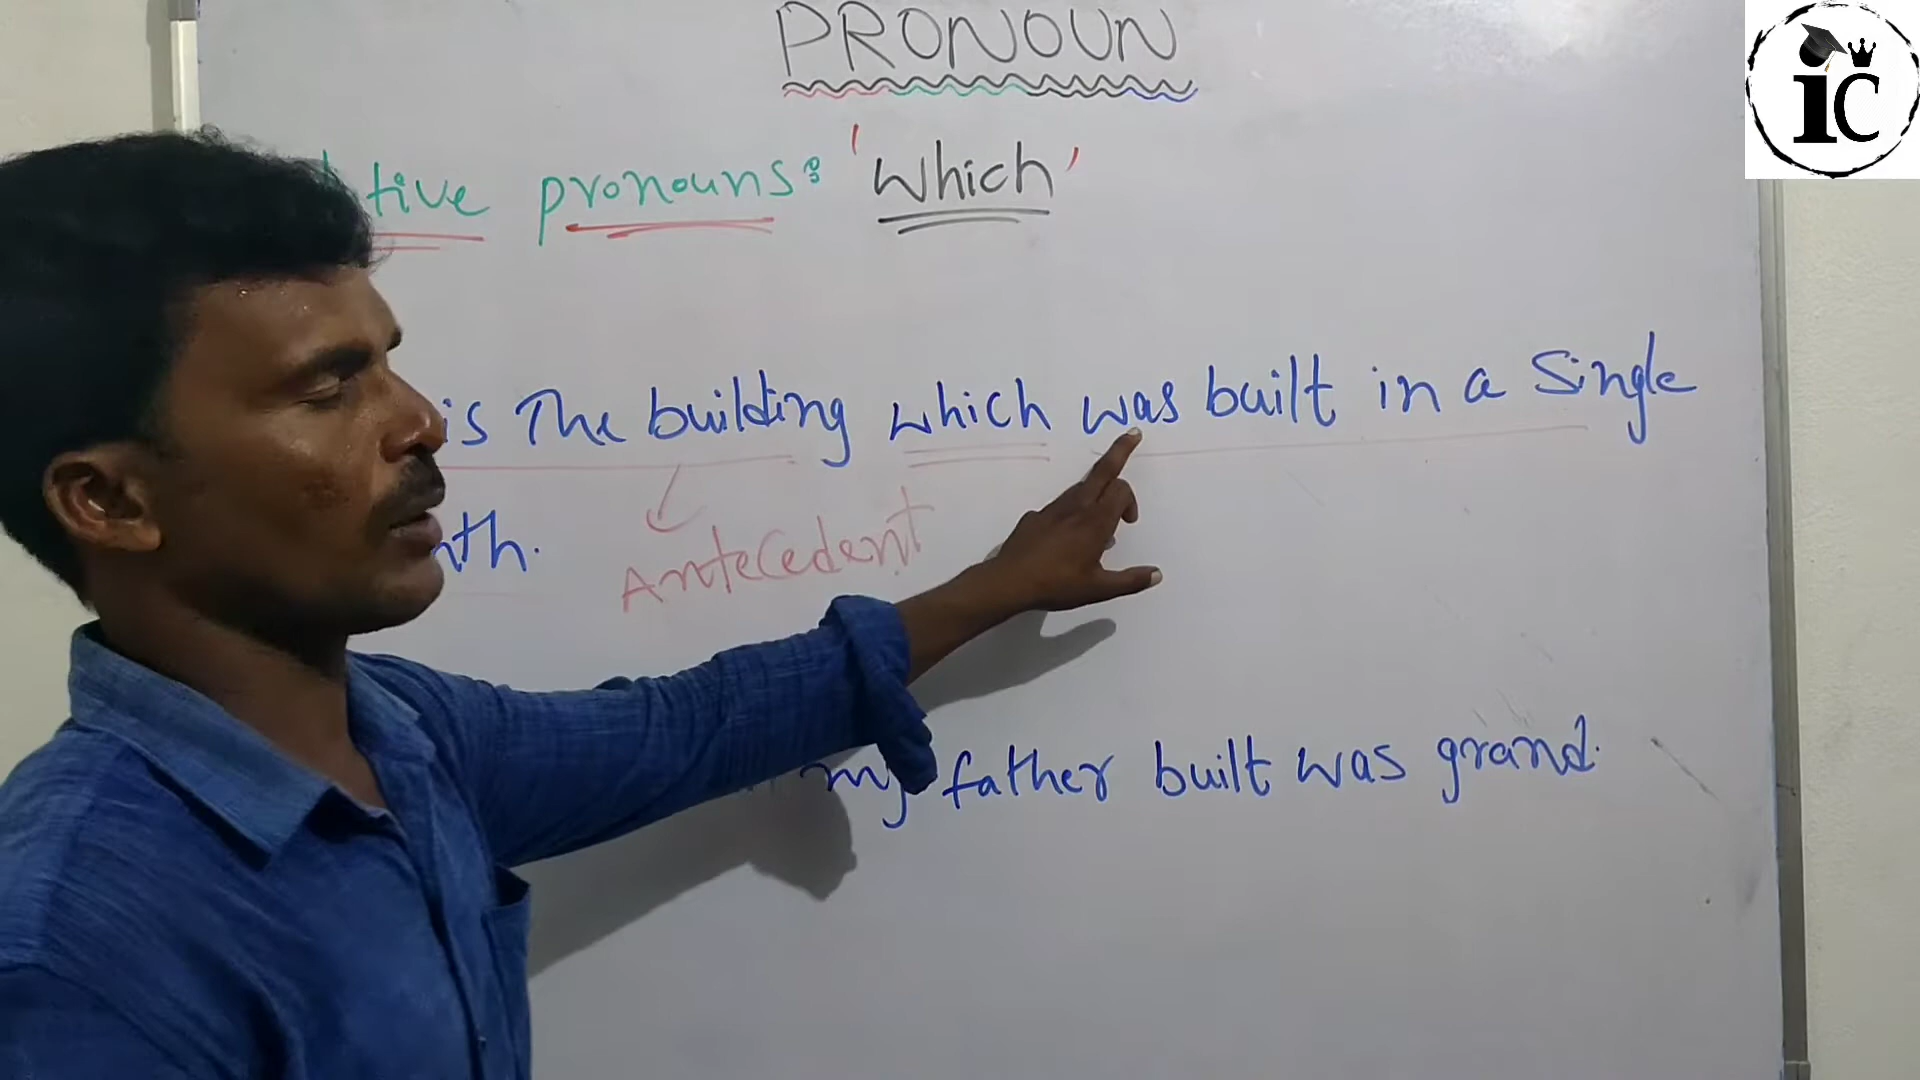 PRONOUN
tive pronouns: 'which'
is The building which was built in a Single
nth.
Antecedent
my father built was grand.
iC